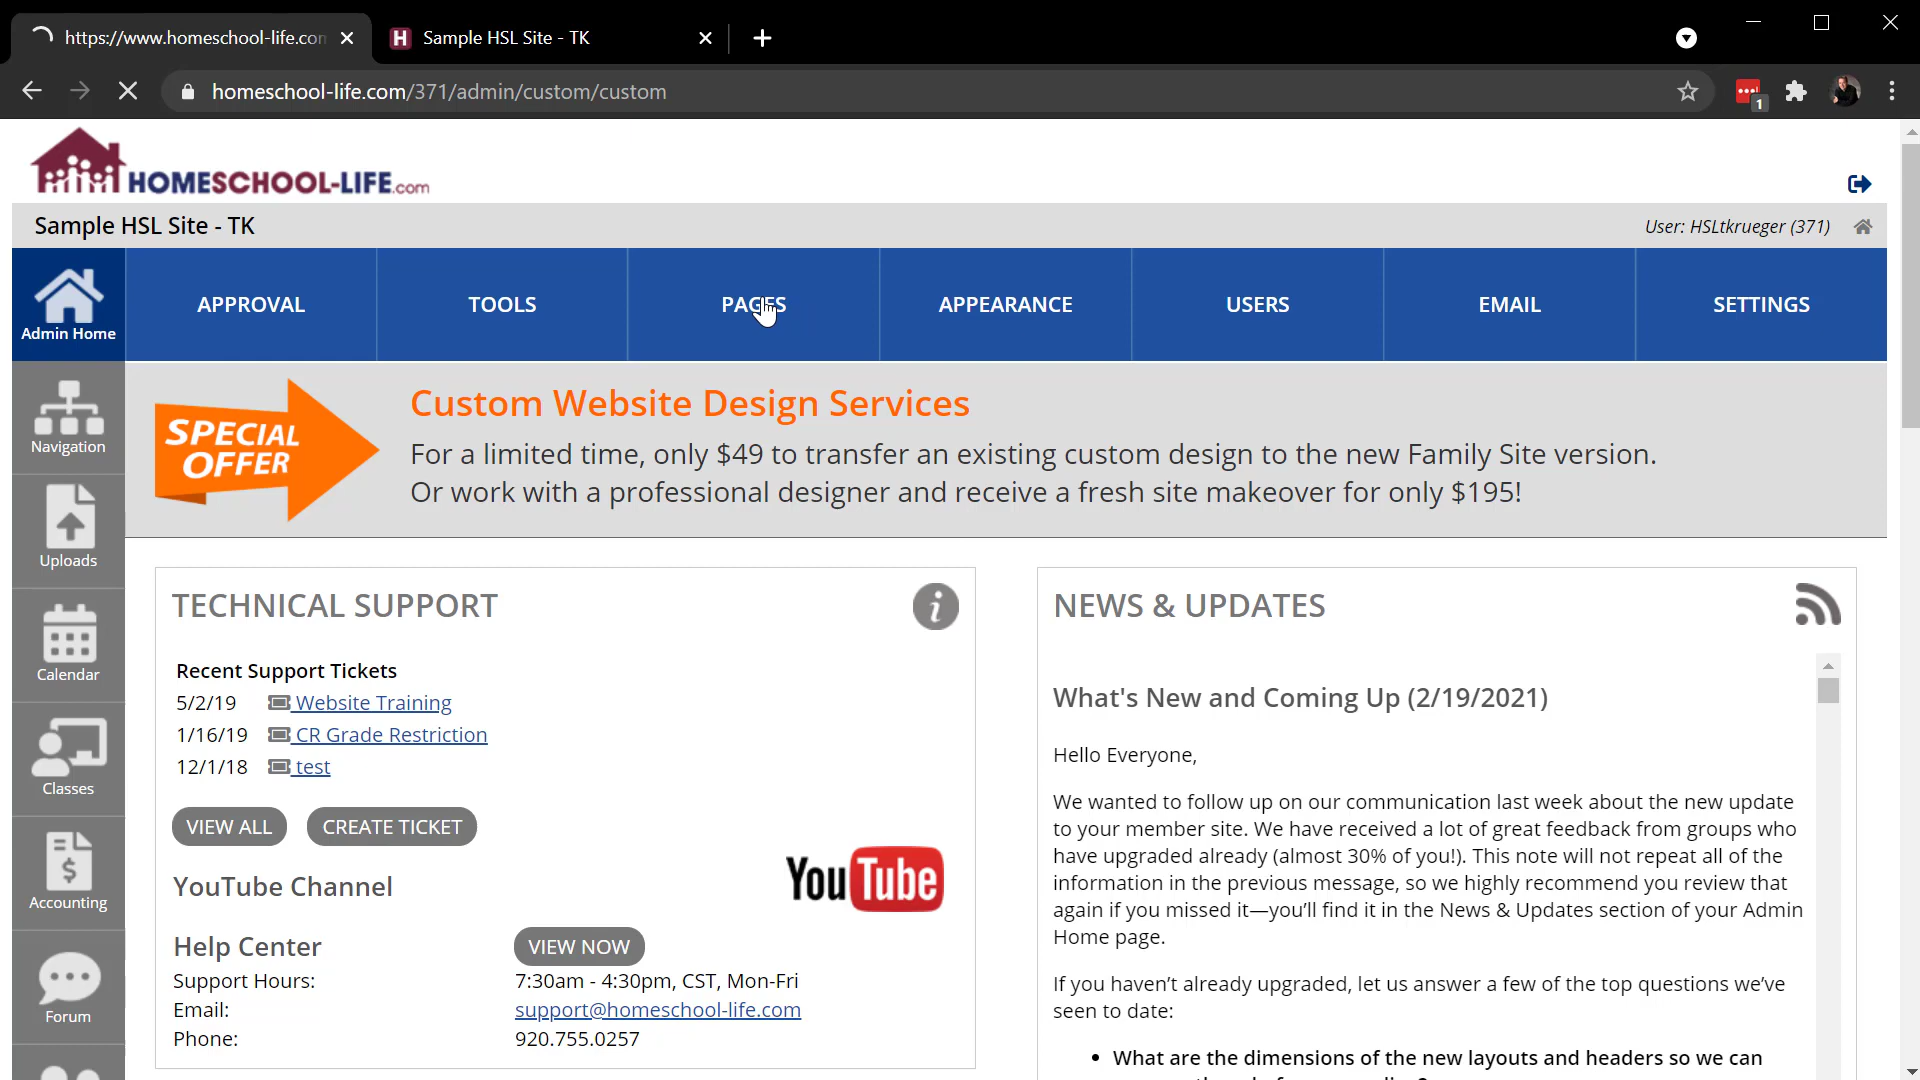 https://www.homeschool-life.com
Sample HSL Site - TK
homeschool-life.com/371/admin/custom/custom
1
HOMESCHOOL-LIFE.com
Sample HSL Site - TK
User: HSLtkrueger (371)
Admin Home
APPROVAL
TOOLS
PAGES
APPEARANCE
USERS
EMAIL
SETTINGS
Navigation
Uploads
Calendar
Classes
Accounting
Forum
SPECIAL
OFFER
Custom Website Design Services
For a limited time, only $49 to transfer an existing custom design to the new Family Site version.
Or work with a professional designer and receive a fresh site makeover for only $195!
TECHNICAL SUPPORT
Recent Support Tickets
5/2/19 Website Training
1/16/19 CR Grade Restriction
12/1/18 test
VIEW ALL
CREATE TICKET
YouTube Channel
YouTube
Help Center
VIEW NOW
Support Hours: 7:30am - 4:30pm, CST, Mon-Fri
Email: support@homeschool-life.com
Phone: 920.755.0257
NEWS & UPDATES
What's New and Coming Up (2/19/2021)
Hello Everyone,
We wanted to follow up on our communication last week about the new update
to your member site. We have received a lot of great feedback from groups who
have upgraded already (almost 30% of you!). This note will not repeat all of the
information in the previous message, so we highly recommend you review that
again if you missed it—you'll find it in the News & Updates section of your Admin
Home page.
If you haven't already upgraded, let us answer a few of the top questions we've
seen to date:
• What are the dimensions of the new layouts and headers so we can